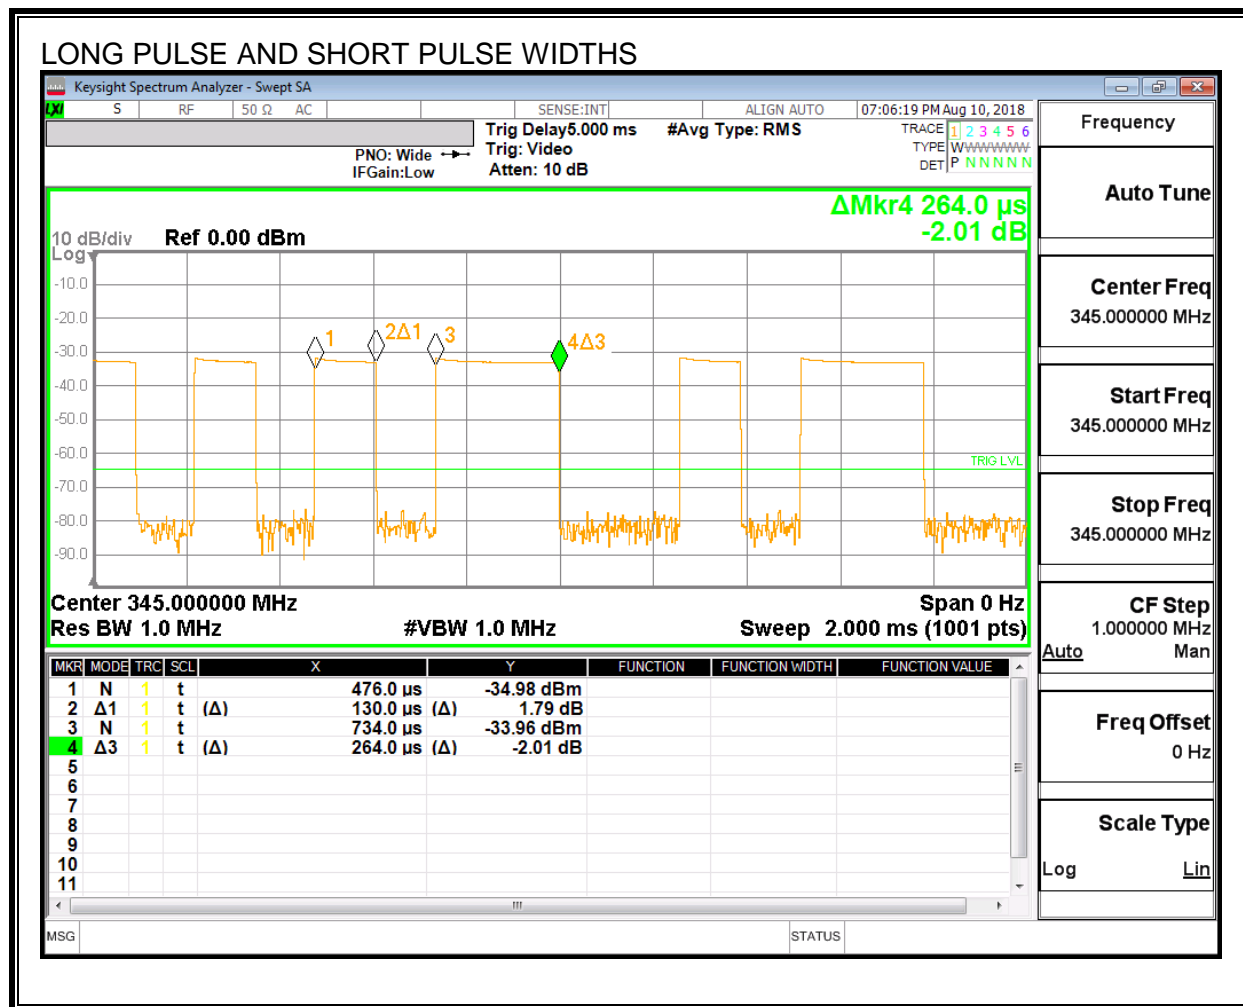 LONG PULSE AND SHORT PULSE WIDTHS
Keysight Spectrum Analyzer - Swept SA
LXI S RF 50 Ω AC SENSE:INT ALIGN AUTO 07:06:19 PM Aug 10, 2018
Trig Delay5.000 ms #Avg Type: RMS TRACE 1 2 3 4 5 6
PNO: Wide Trig: Video TYPE WWWWWW
IFGain:Low Atten: 10 dB DET P N N N N N
Frequency
Auto Tune
ΔMkr4 264.0 µs
-2.01 dB
10 dB/div Ref 0.00 dBm
Log
-10.0
-20.0
-30.0
-40.0
-50.0
-60.0
-70.0
-80.0
-90.0
1
2Δ1
3
4Δ3
TRIG LVL
Center 345.000000 MHz Span 0 Hz
Res BW 1.0 MHz #VBW 1.0 MHz Sweep 2.000 ms (1001 pts)
Center Freq
345.000000 MHz
Start Freq
345.000000 MHz
Stop Freq
345.000000 MHz
CF Step
1.000000 MHz
Auto Man
Freq Offset
0 Hz
Scale Type
Log Lin
MKR MODE TRC SCL X Y FUNCTION FUNCTION WIDTH FUNCTION VALUE
1 N 1 t 476.0 µs -34.98 dBm
2 Δ1 1 t (Δ) 130.0 µs (Δ) 1.79 dB
3 N 1 t 734.0 µs -33.96 dBm
4 Δ3 1 t (Δ) 264.0 µs (Δ) -2.01 dB
5
6
7
8
9
10
11
MSG STATUS